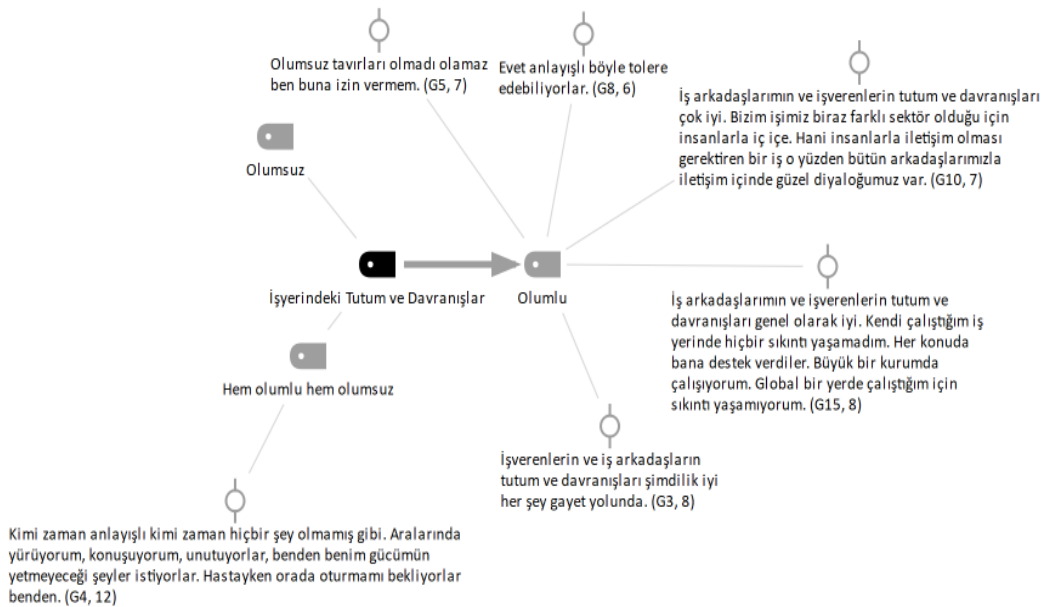 Olumsuz tavırları olmadı olamaz
ben buna izin vermem. (G5, 7)
Evet anlayışlı böyle tolere
edebiliyorlar. (G8, 6)
İş arkadaşlarımın ve işverenlerin tutum ve davranışları
çok iyi. Bizim işimiz biraz farklı sektör olduğu için
insanlarla iç içe. Hani insanlarla iletişim olması
gerektiren bir iş o yüzden bütün arkadaşlarımızla
iletişim içinde güzel diyaloğumuz var. (G10, 7)
Olumsuz
İşyerindeki Tutum ve Davranışlar
Olumlu
İş arkadaşlarımın ve işverenlerin tutum ve
davranışları genel olarak iyi. Kendi çalıştığım iş
yerinde hiçbir sıkıntı yaşamadım. Her konuda
bana destek verdiler. Büyük bir kurumda
çalışıyorum. Global bir yerde çalıştığım için
sıkıntı yaşamıyorum. (G15, 8)
Hem olumlu hem olumsuz
İşverenlerin ve iş arkadaşların
tutum ve davranışları şimdilik iyi
her şey gayet yolunda. (G3, 8)
Kimi zaman anlayışlı kimi zaman hiçbir şey olmamış gibi. Aralarında
yürüyorum, konuşuyorum, unutuyorlar, benden benim gücümün
yetmeyeceği şeyler istiyorlar. Hastayken orada oturmamı bekliyorlar
benden. (G4, 12)